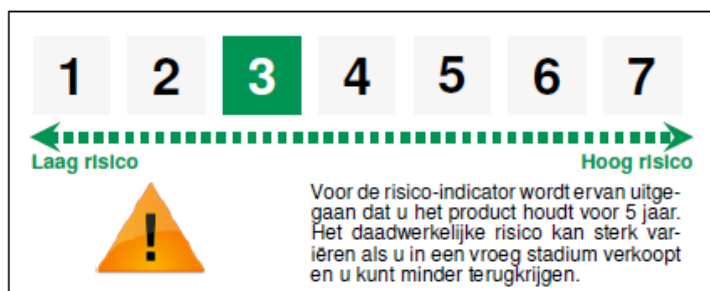 1 2 3 4 5 6 7
Laag risico Hoog risico
!
Voor de risico-indicator wordt ervan uitge-
gaan dat u het product houdt voor 5 jaar.
Het daadwerkelijke risico kan sterk var-
iëren als u in een vroeg stadium verkoopt
en u kunt minder terugkrijgen.